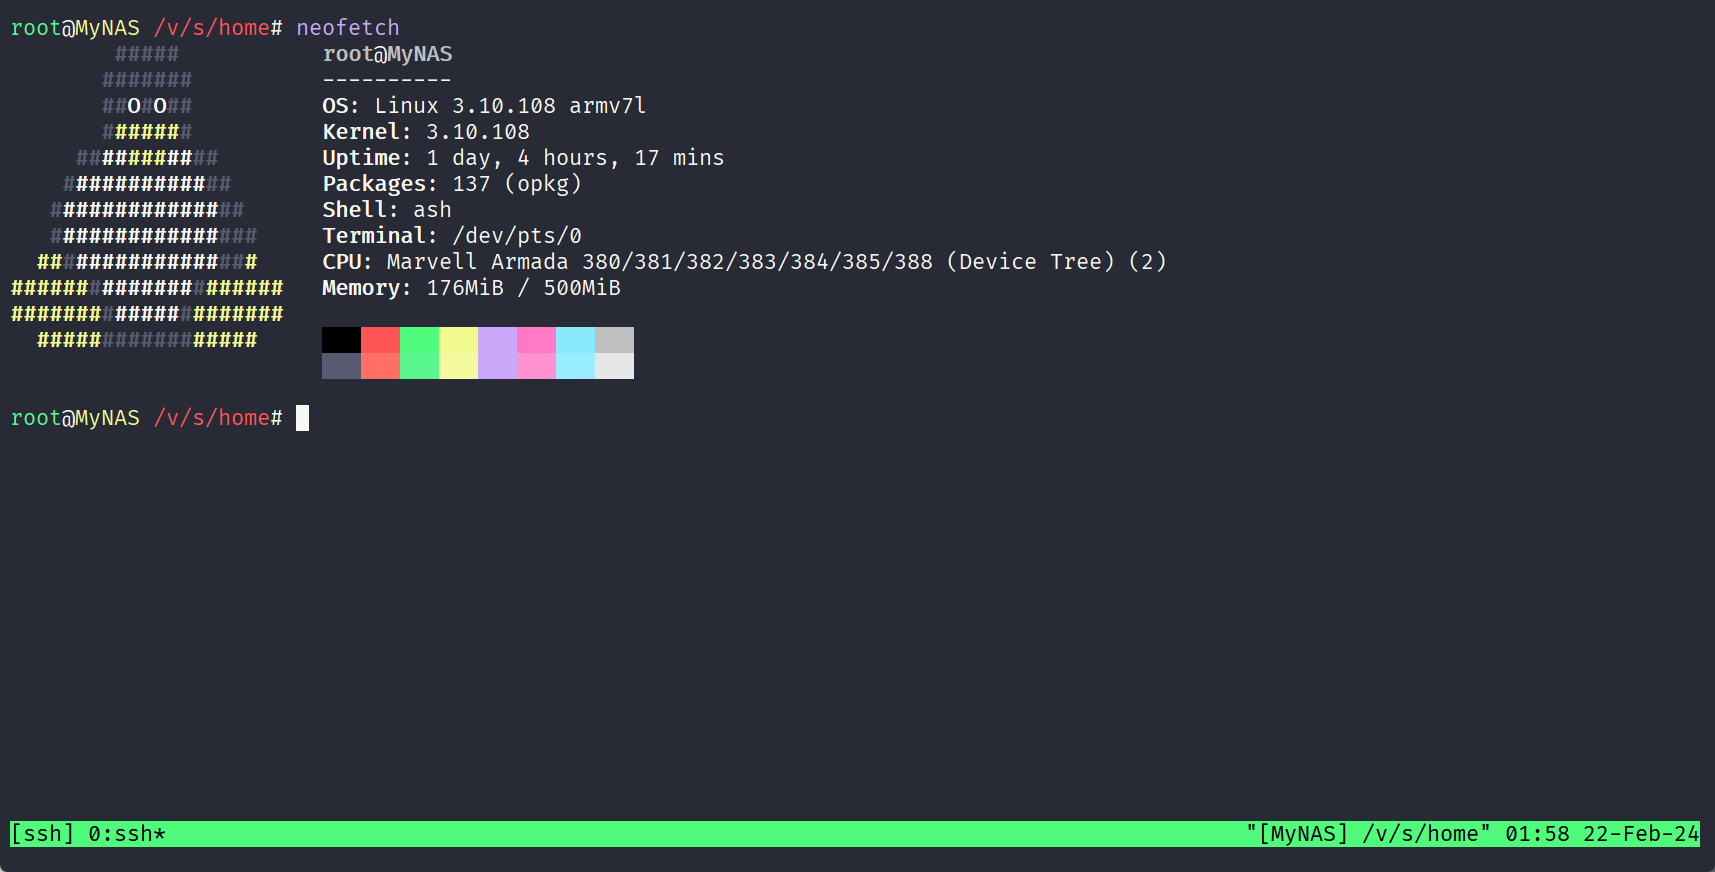 root@MyNAS /v/s/home# neofetch
        #####           root@MyNAS
       #######          ----------
       ##O#O##          OS: Linux 3.10.108 armv7l
       #######          Kernel: 3.10.108
     ###########        Uptime: 1 day, 4 hours, 17 mins
    #############       Packages: 137 (opkg)
   ###############      Shell: ash
   ################     Terminal: /dev/pts/0
  #################     CPU: Marvell Armada 380/381/382/383/384/385/388 (Device Tree) (2)
#####################   Memory: 176MiB / 500MiB
#####################
  #################
root@MyNAS /v/s/home#
[ssh] 0:ssh* "[MyNAS] /v/s/home" 01:58 22-Feb-24